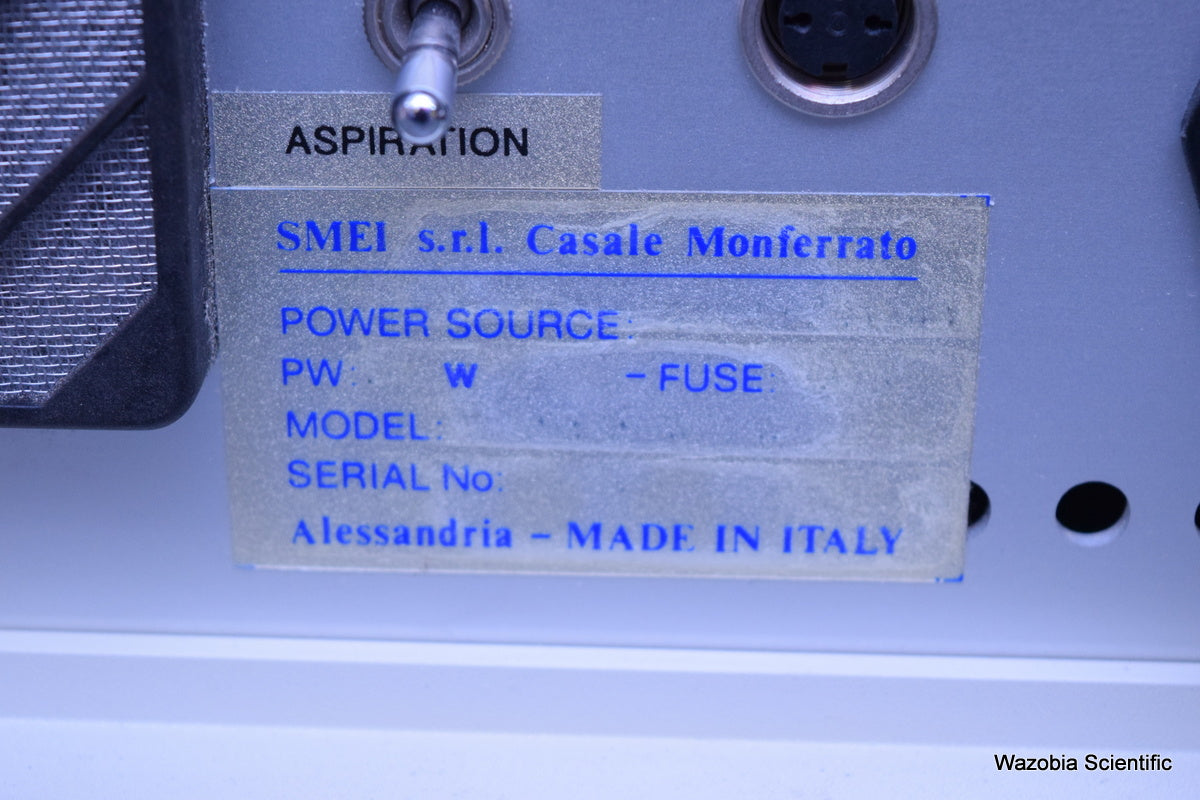 ASPIRATION
SMEI s.r.l. Casale Monferrato
POWER SOURCE:
PW: W - FUSE:
MODEL:
SERIAL No:
Alessandria - MADE IN ITALY
Wazobia Scientific